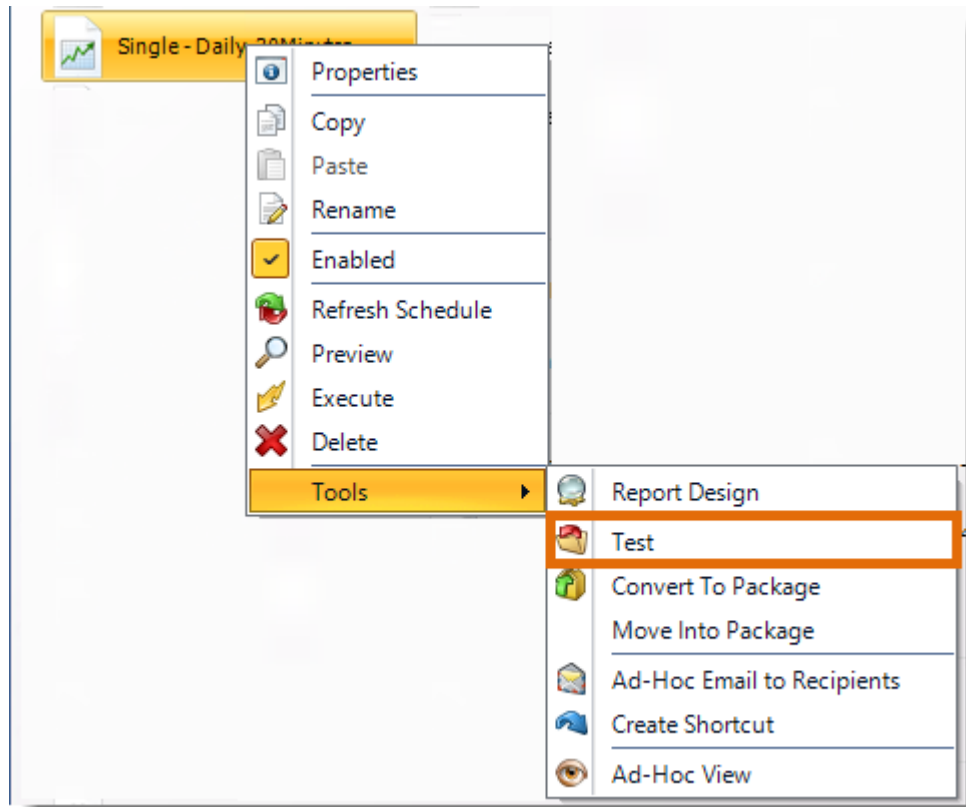 Single - Daily
Properties
Copy
Paste
Rename
Enabled
Refresh Schedule
Preview
Execute
Delete
Tools
Report Design
Test
Convert To Package
Move Into Package
Ad-Hoc Email to Recipients
Create Shortcut
Ad-Hoc View